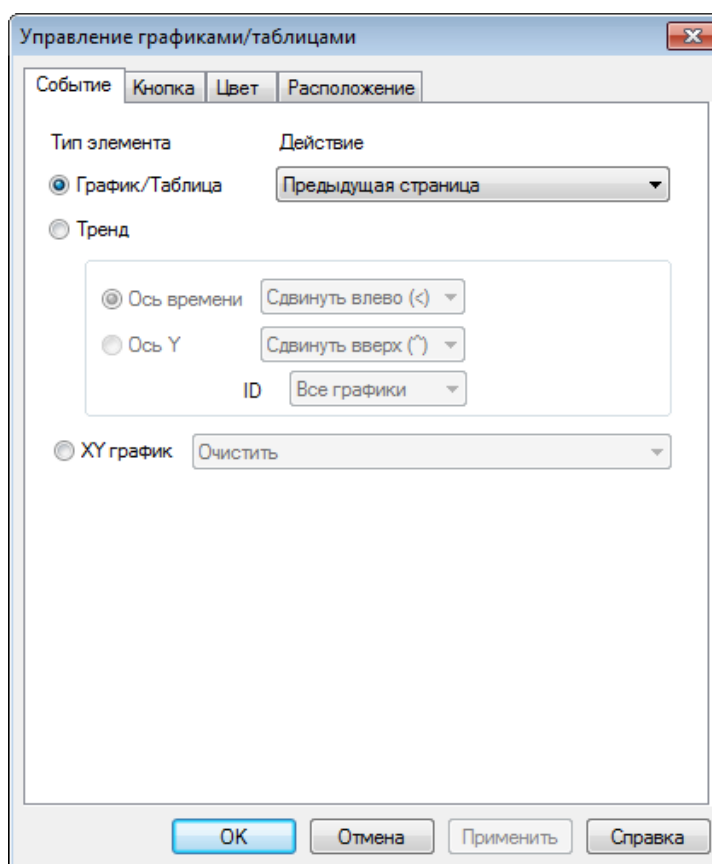 Управление графиками/таблицами
Событие Кнопка Цвет Расположение
Тип элемента Действие
График/Таблица Предыдущая страница
Тренд
Ось времени Сдвинуть влево (<)
Ось Y Сдвинуть вверх (^)
ID Все графики
XY график Очистить
OK Отмена Применить Справка